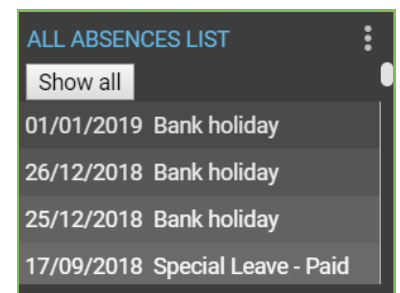 ALL ABSENCES LIST
Show all
01/01/2019 Bank holiday
26/12/2018 Bank holiday
25/12/2018 Bank holiday
17/09/2018 Special Leave - Paid